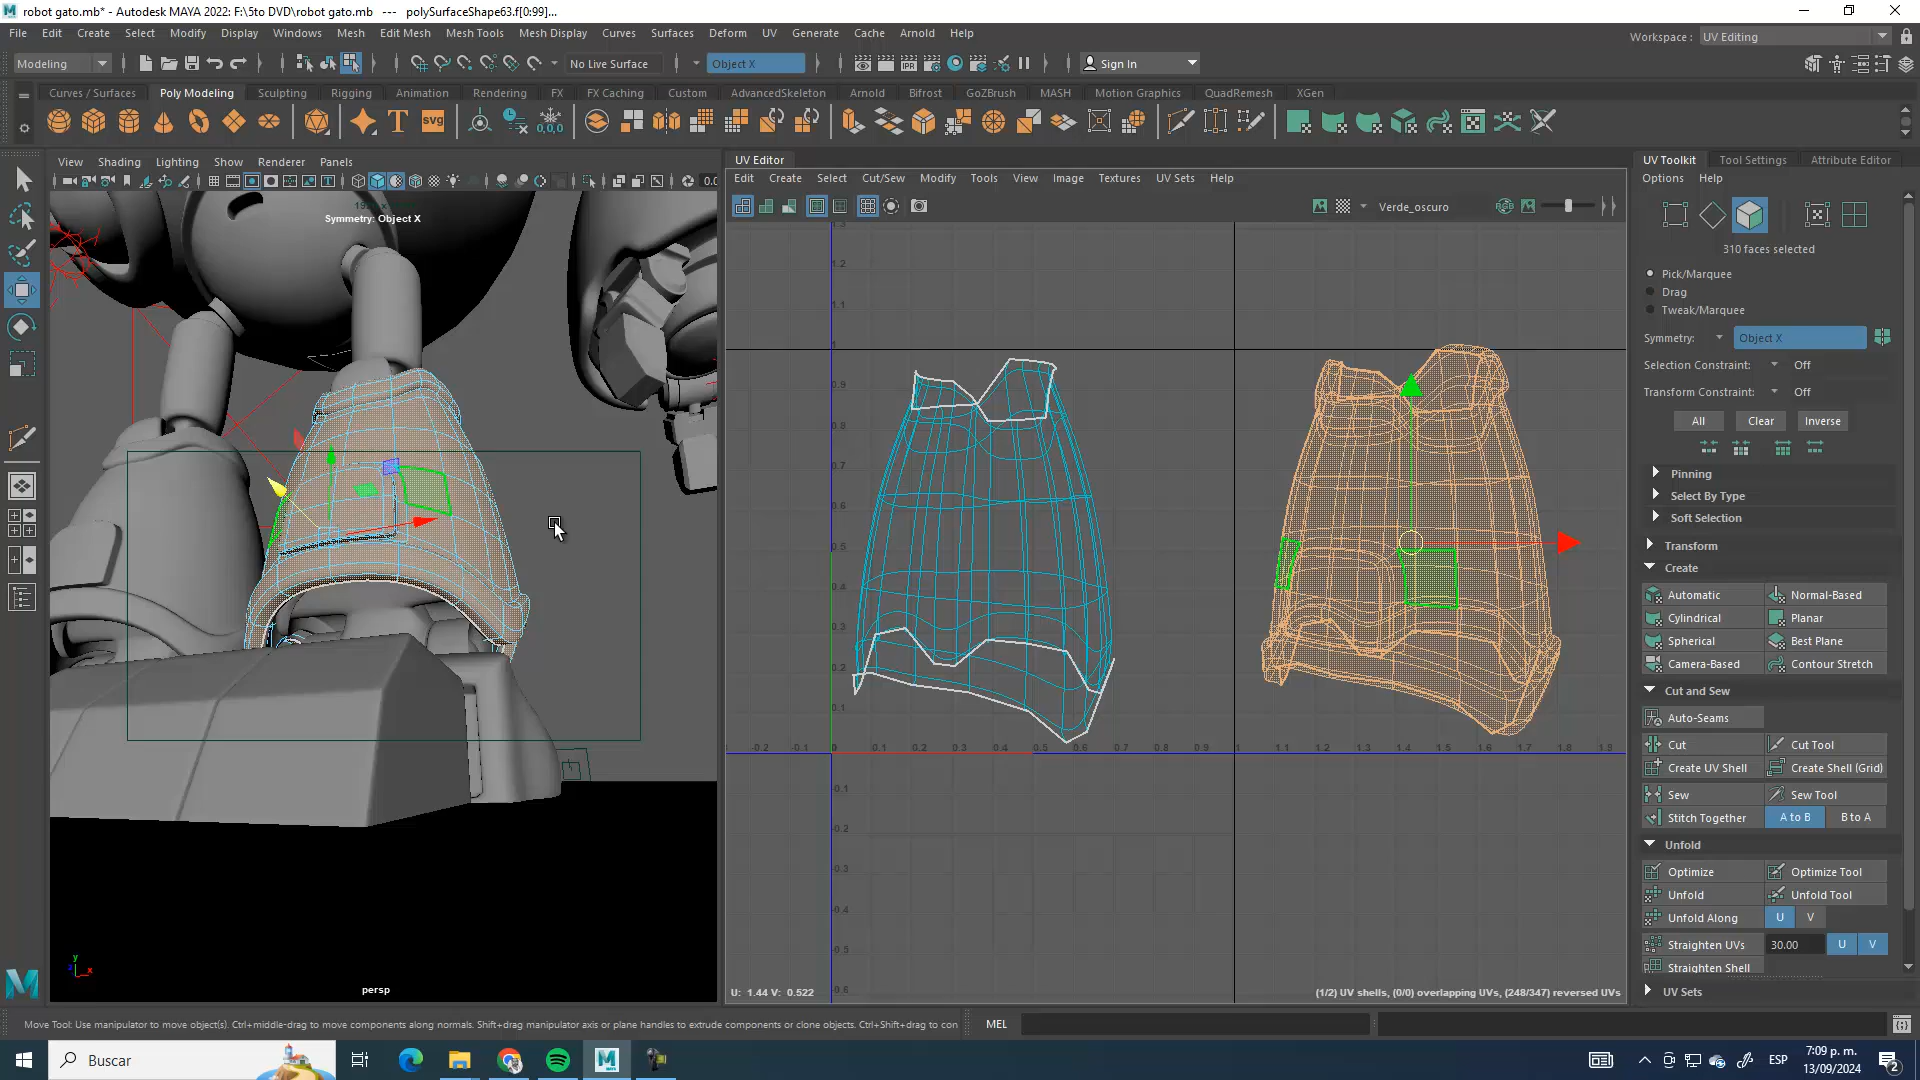 robot gato.mb* - Autodesk MAYA 2022: F:\5to DVD\robot gato.mb --- polySurfaceShape63.f[0:99]...
File Edit Create Select Modify Display Windows Mesh Edit Mesh Mesh Tools Mesh Display Curves Surfaces Deform UV Generate Cache Arnold Help
Workspace : UV Editing
Modeling No Live Surface Object X Sign In
Curves / Surfaces Poly Modeling Sculpting Rigging Animation Rendering FX FX Caching Custom AdvancedSkeleton Arnold Bifrost GoZBrush MASH Motion Graphics QuadRemesh XGen
View Shading Lighting Show Renderer Panels
Symmetry: Object X
persp
UV Editor
Edit Create Select Cut/Sew Modify Tools View Image Textures UV Sets Help
Verde_oscuro
U: 1.44 V: 0.522
(1/2) UV shells, (0/0) overlapping UVs, (248/347) reversed UVs
UV Toolkit Tool Settings Attribute Editor
Options Help
310 faces selected
Pick/Marquee
Drag
Tweak/Marquee
Symmetry: Object X
Selection Constraint: Off
Transform Constraint: Off
All Clear Inverse
Pinning
Select By Type
Soft Selection
Transform
Create
Automatic Normal-Based
Cylindrical Planar
Spherical Best Plane
Camera-Based Contour Stretch
Cut and Sew
Auto-Seams
Cut Cut Tool
Create UV Shell Create Shell (Grid)
Sew Sew Tool
Stitch Together A to B B to A
Unfold
Optimize Optimize Tool
Unfold Unfold Tool
Unfold Along U V
Straighten UVs 30.00 U V
Straighten Shell
UV Sets
Move Tool: Use manipulator to move object(s). Ctrl+middle-drag to move components along normals. Shift+drag manipulator axis or plane handles to extrude components or clone objects. Ctrl+Shift+drag to con
MEL
Buscar
ESP
7:09 p. m.
13/09/2024
2